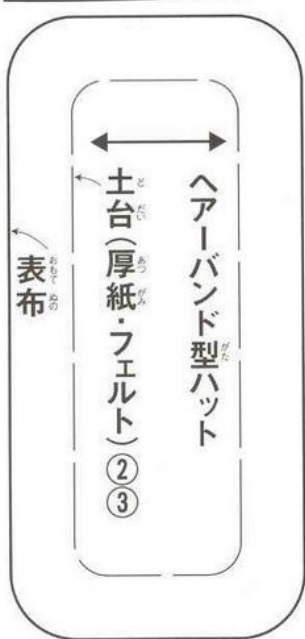 ヘアーバンド型ハット
土台(厚紙・フェルト)②③
表布